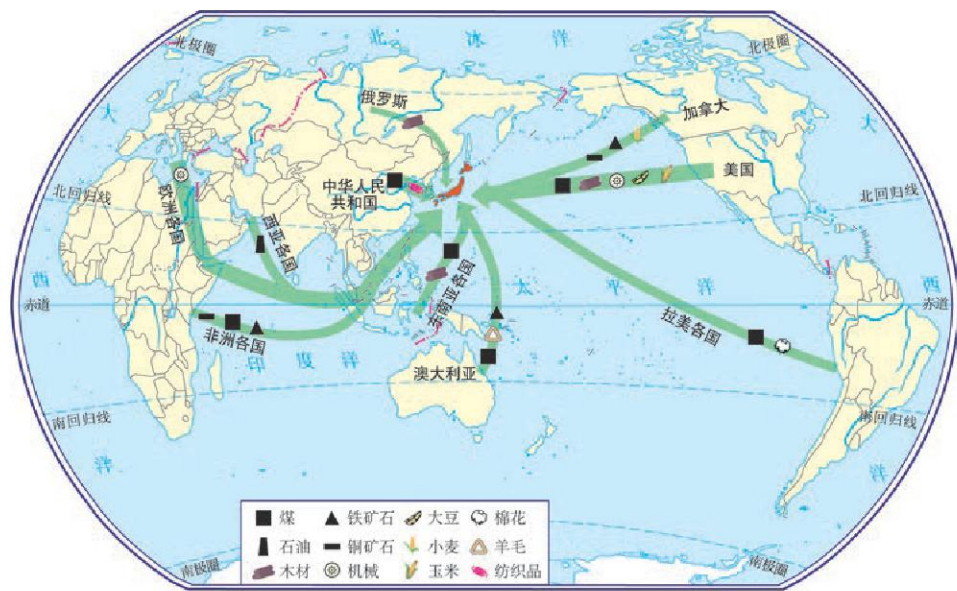 北冰洋
北极圈
北极圈
大
大
俄罗斯
加拿大
美国
中华人民
共和国
北回归线
北回归线
欧洲各国
西亚各国
东南亚各国
太平洋
西
西
赤道
赤道
非洲各国
印度洋
拉美各国
澳大利亚
南回归线
南回归线
洋
洋
煤 铁矿石 大豆 棉花
石油 铜矿石 小麦 羊毛
木材 机械 玉米 纺织品
南极圈
南极圈